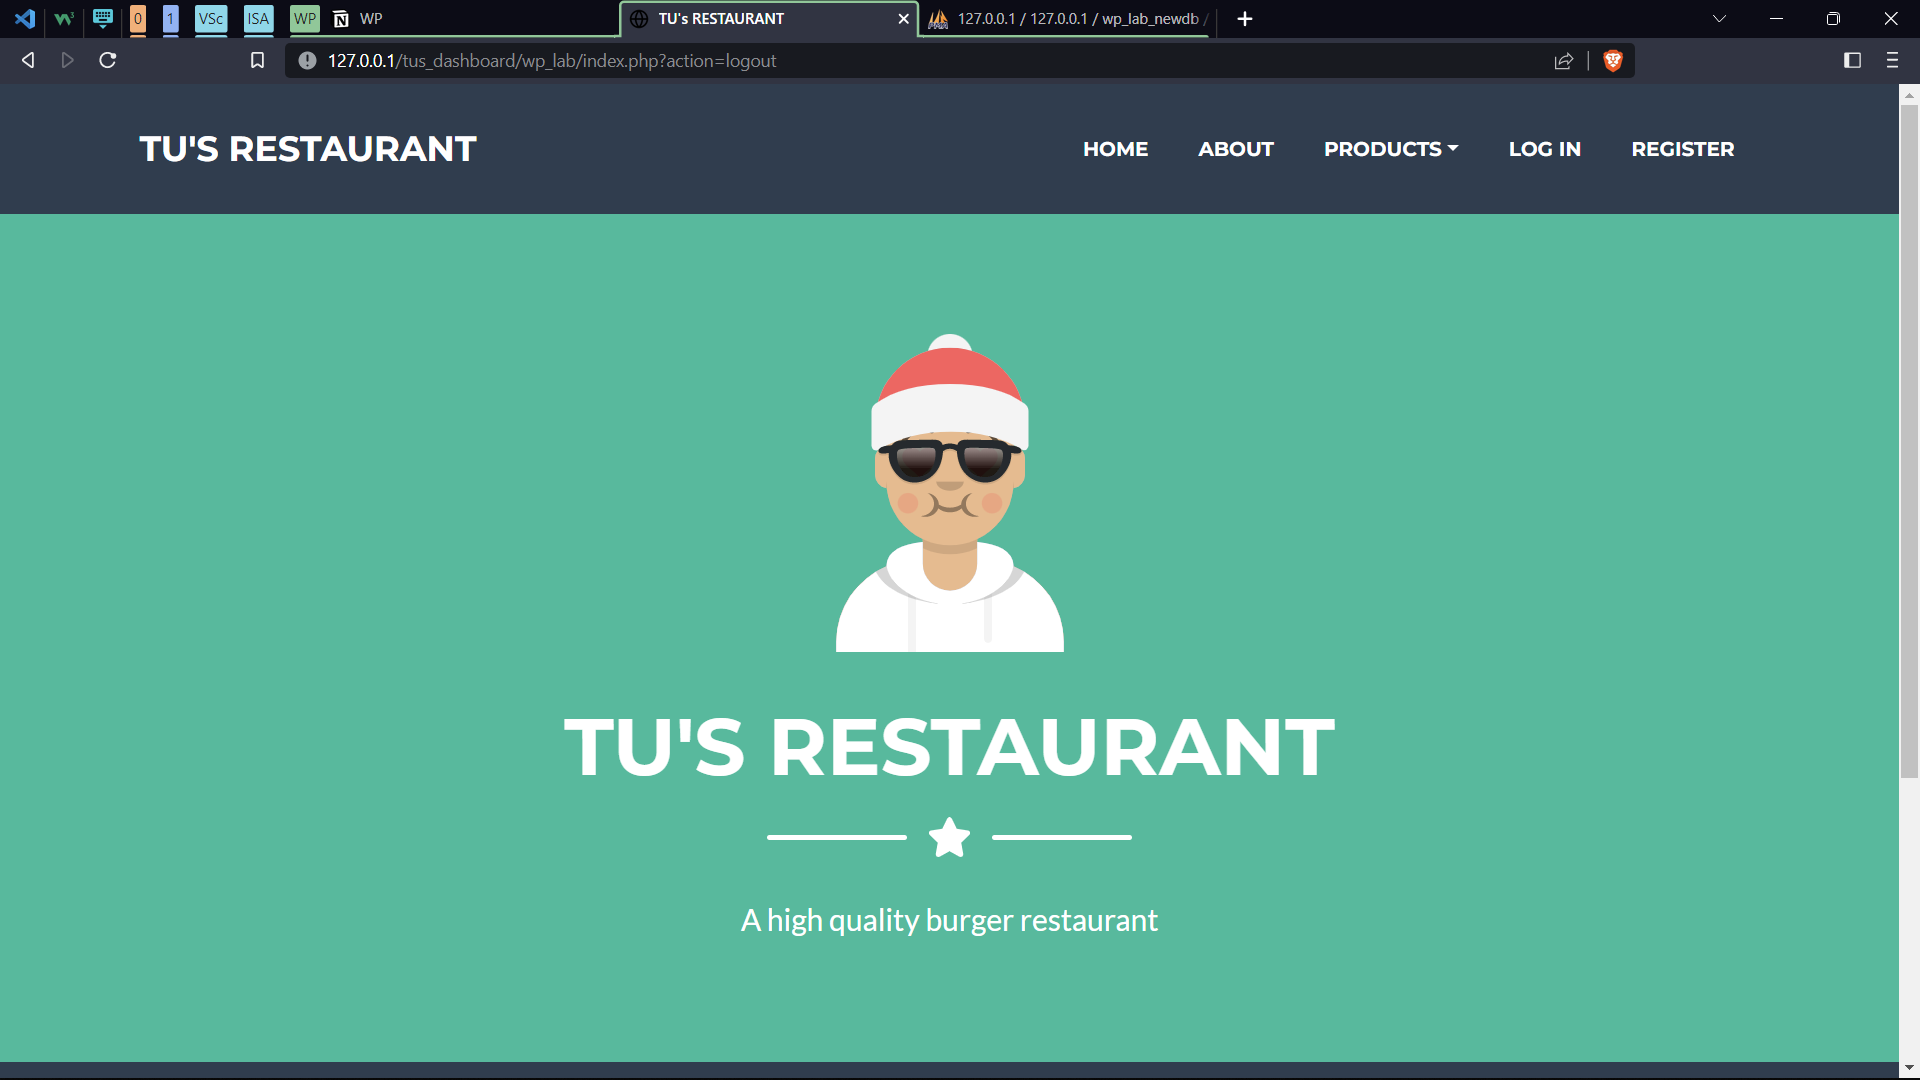 0 1 VSc ISA WP WP TU's RESTAURANT 127.0.0.1 / 127.0.0.1 / wp_lab_newdb /
127.0.0.1/tus_dashboard/wp_lab/index.php?action=logout
TU'S RESTAURANT HOME ABOUT PRODUCTS LOG IN REGISTER
TU'S RESTAURANT
A high quality burger restaurant